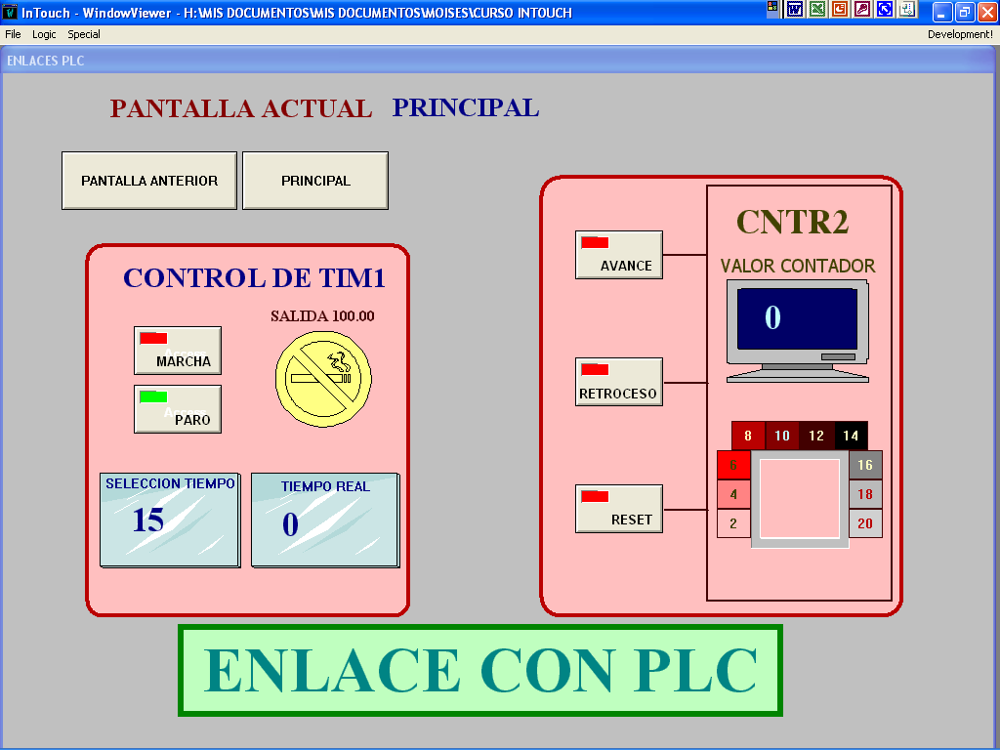 InTouch - WindowViewer - H:\MIS DOCUMENTOS\MIS DOCUMENTOS\MOISES\CURSO INTOUCH
File Logic Special Development!
ENLACES PLC
PANTALLA ACTUAL PRINCIPAL
PANTALLA ANTERIOR PRINCIPAL
CONTROL DE TIM1
SALIDA 100.00
MARCHA
PARO
SELECCION TIEMPO
15
TIEMPO REAL
0
AVANCE
RETROCESO
RESET
CNTR2
VALOR CONTADOR
0
8 10 12 14
6 16
4 18
2 20
ENLACE CON PLC